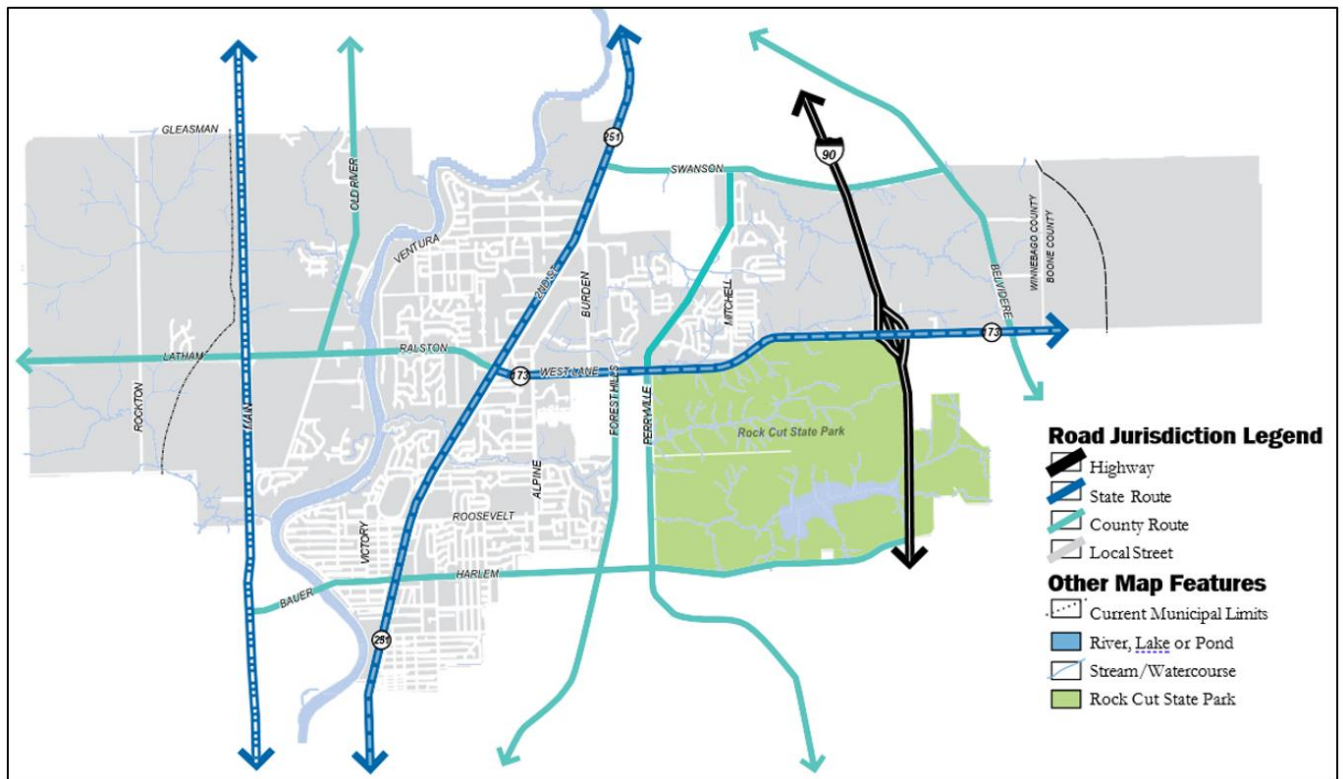 GLEASMAN
OLD RIVER
251
SWANSON
90
VENTURA
2ND ST
BURDEN
MITCHELL
BELVIDERE
WINNEBAGO COUNTY
BOONE COUNTY
LATHAM
RALSTON
173
WEST LANE
173
ROCKTON
MAIN
FOREST HILLS
PERRYVILLE
Rock Cut State Park
ALPINE
ROOSEVELT
VICTORY
HARLEM
BAUER
251
Road Jurisdiction Legend
Highway
State Route
County Route
Local Street
Other Map Features
Current Municipal Limits
River, Lake or Pond
Stream/Watercourse
Rock Cut State Park